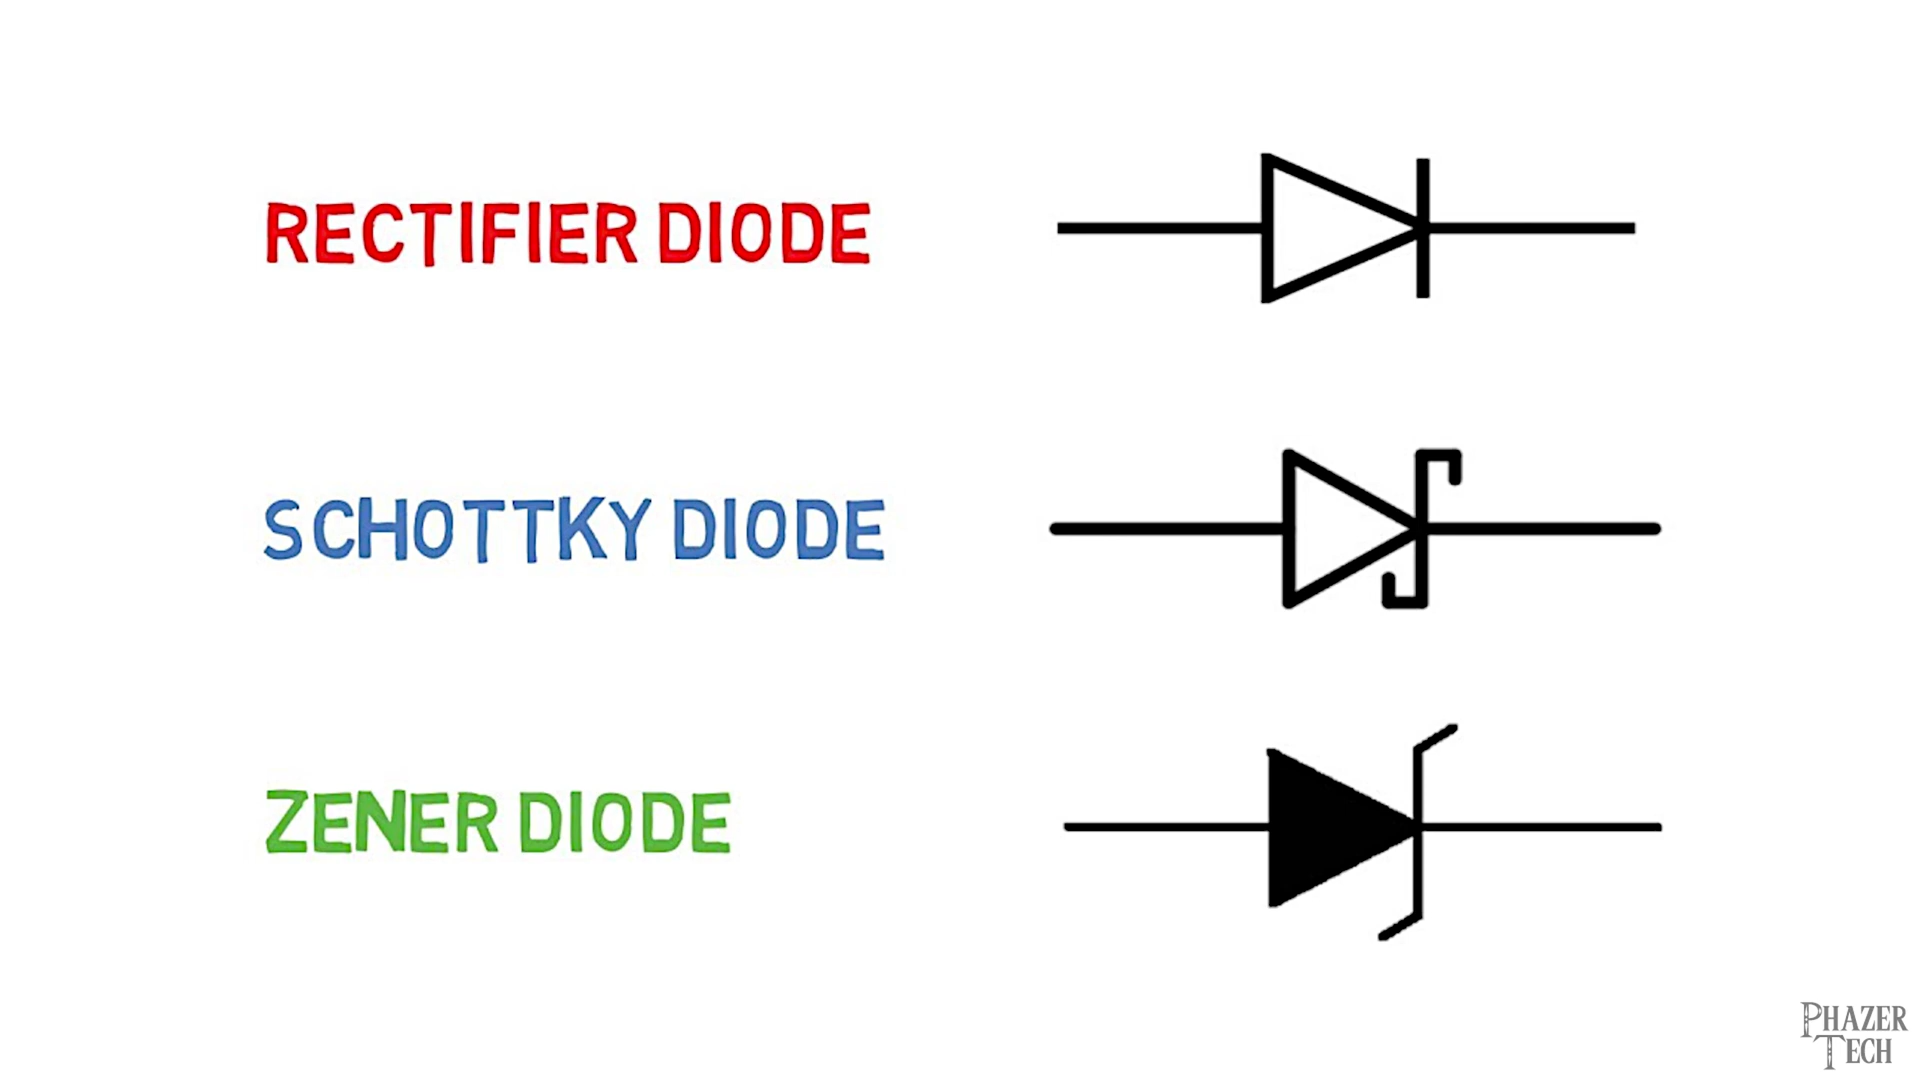 RECTIFIER DIODE
SCHOTTKY DIODE
ZENER DIODE
PHAZER
TECH